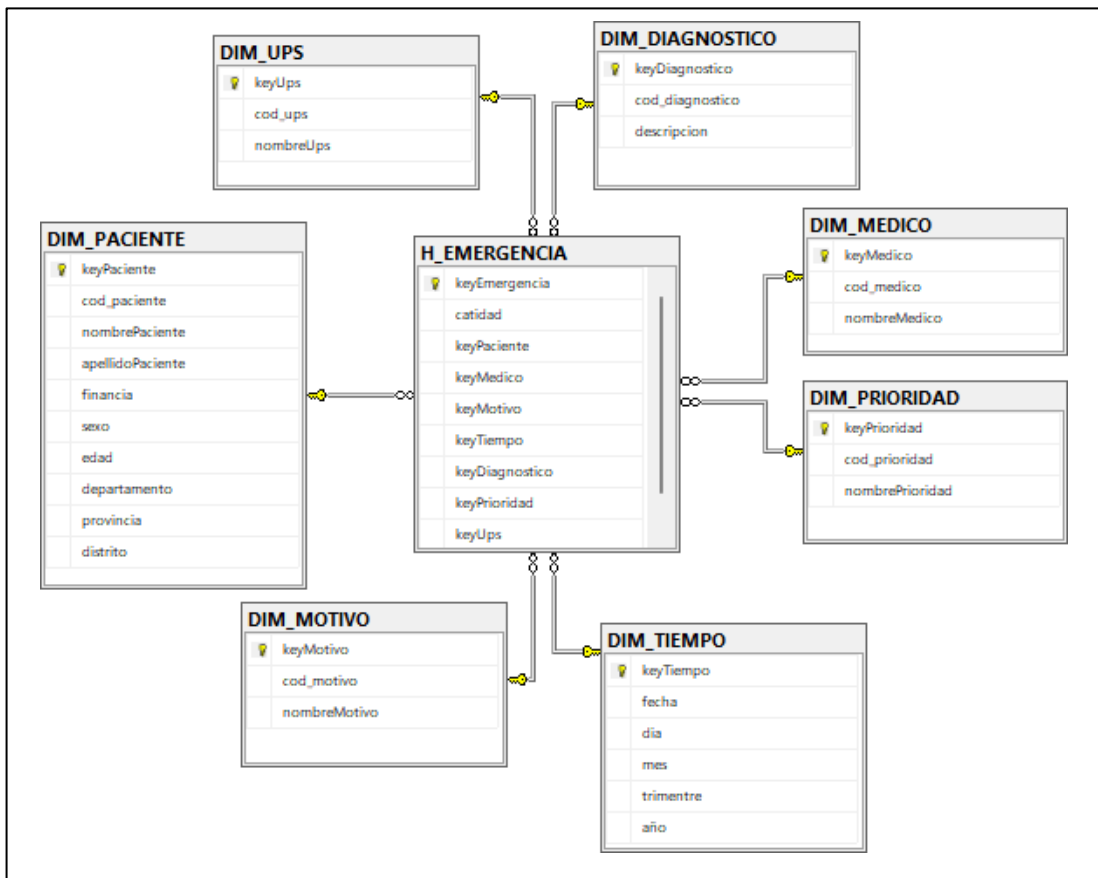 DIM_UPS
keyUps
cod_ups
nombreUps
DIM_DIAGNOSTICO
keyDiagnostico
cod_diagnostico
descripcion
DIM_PACIENTE
keyPaciente
cod_paciente
nombrePaciente
apellidoPaciente
financia
sexo
edad
departamento
provincia
distrito
H_EMERGENCIA
keyEmergencia
catidad
keyPaciente
keyMedico
keyMotivo
keyTiempo
keyDiagnostico
keyPrioridad
keyUps
DIM_MEDICO
keyMedico
cod_medico
nombreMedico
DIM_PRIORIDAD
keyPrioridad
cod_prioridad
nombrePrioridad
DIM_MOTIVO
keyMotivo
cod_motivo
nombreMotivo
DIM_TIEMPO
keyTiempo
fecha
dia
mes
trimentre
año